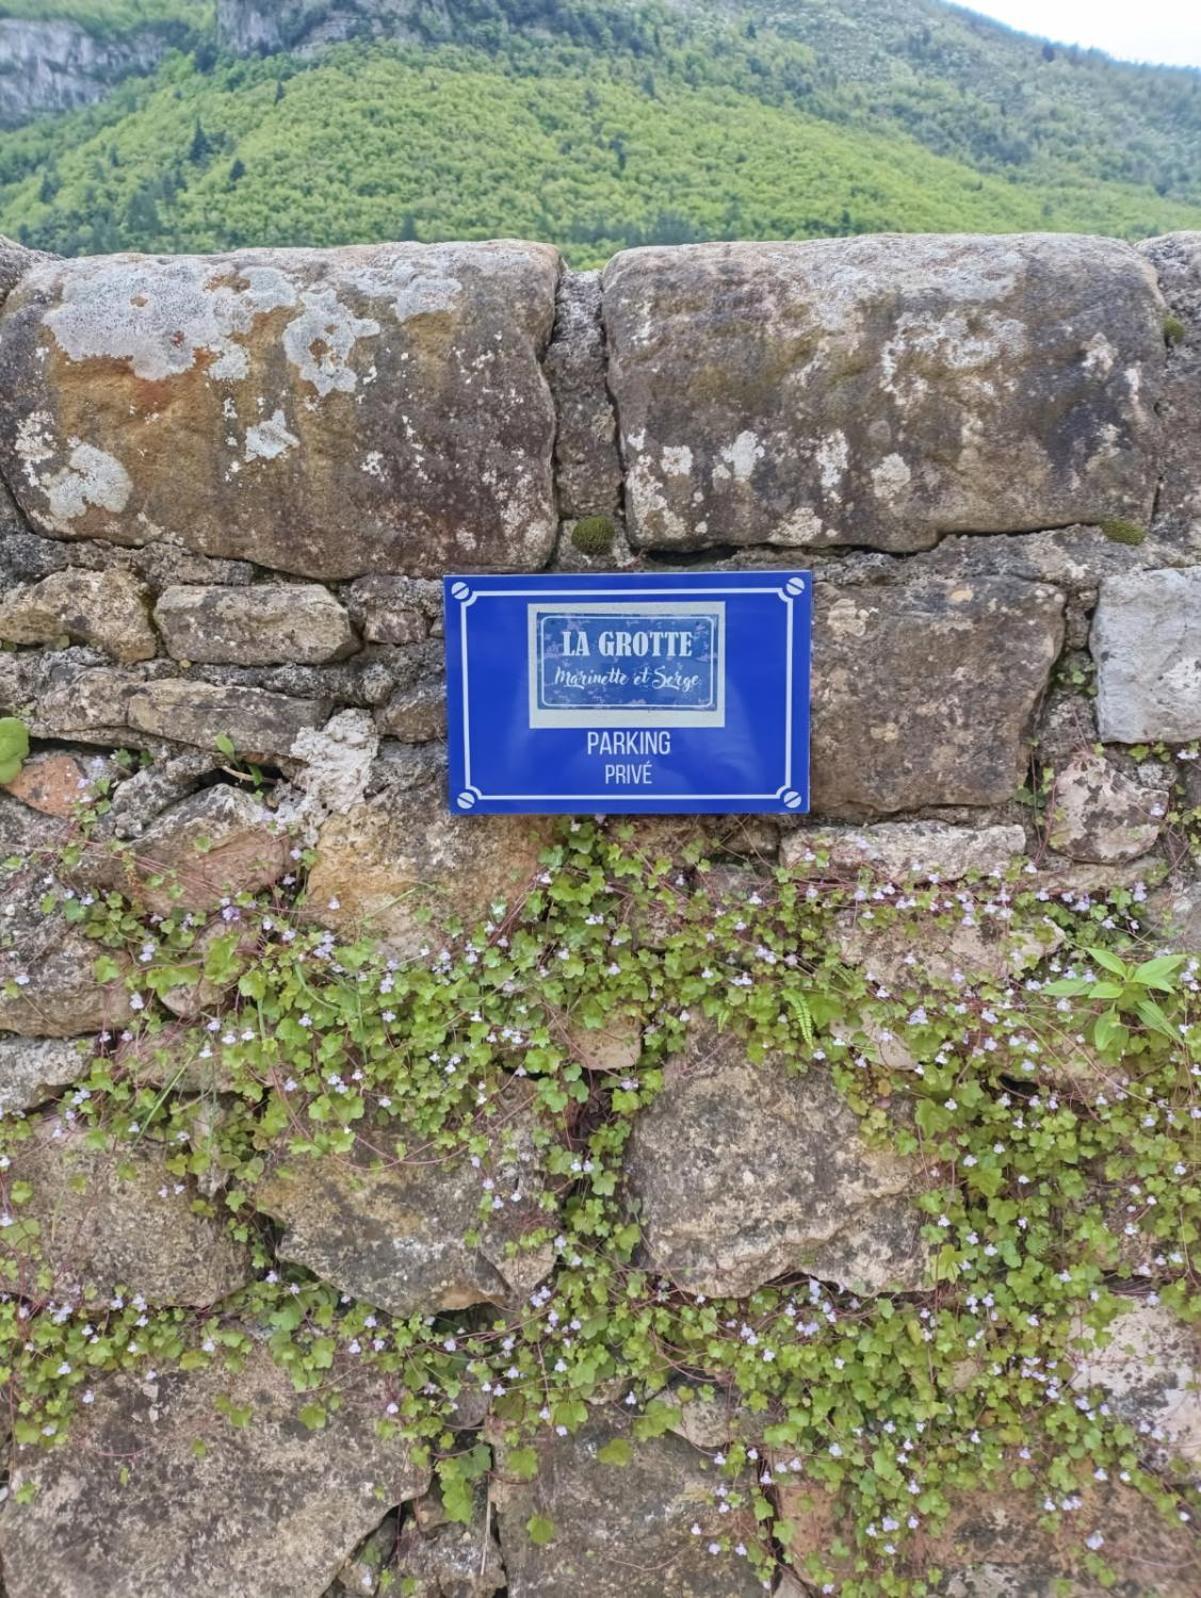 LA GROTTE
Marinette et Serge
PARKING
PRIVÉ